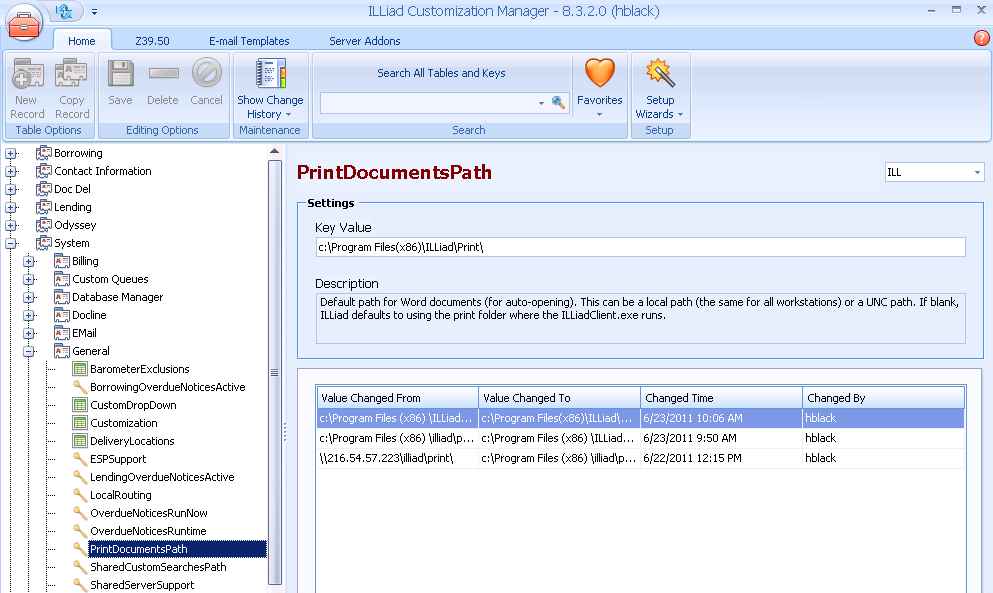 ILLiad Customization Manager - 8.3.2.0 (hblack)
Home Z39.50 E-mail Templates Server Addons
New Record
Copy Record
Save Delete Cancel
Show Change History
Search All Tables and Keys
Favorites
Setup Wizards
Table Options Editing Options Maintenance Search Setup
Borrowing
Contact Information
Doc Del
Lending
Odyssey
System
Billing
Custom Queues
Database Manager
Docline
EMail
General
BarometerExclusions
BorrowingOverdueNoticesActive
CustomDropDown
Customization
DeliveryLocations
ESPSupport
LendingOverdueNoticesActive
LocalRouting
OverdueNoticesRunNow
OverdueNoticesRuntime
PrintDocumentsPath
SharedCustomSearchesPath
SharedServerSupport
PrintDocumentsPath
ILL
Settings
Key Value
c:\Program Files(x86)\ILLiad\Print\
Description
Default path for Word documents (for auto-opening). This can be a local path (the same for all workstations) or a UNC path. If blank,
ILLiad defaults to using the print folder where the ILLiadClient.exe runs.
Value Changed From Value Changed To Changed Time Changed By
c:\Program Files (x86) \ILLiad... c:\Program Files(x86)\ILLiad\... 6/23/2011 10:06 AM hblack
c:\Program Files (x86) \illiad\p... c:\Program Files (x86) \ILLiad... 6/23/2011 9:50 AM hblack
\\216.54.57.223\illiad\print\ c:\Program Files (x86) \illiad\p... 6/22/2011 12:15 PM hblack